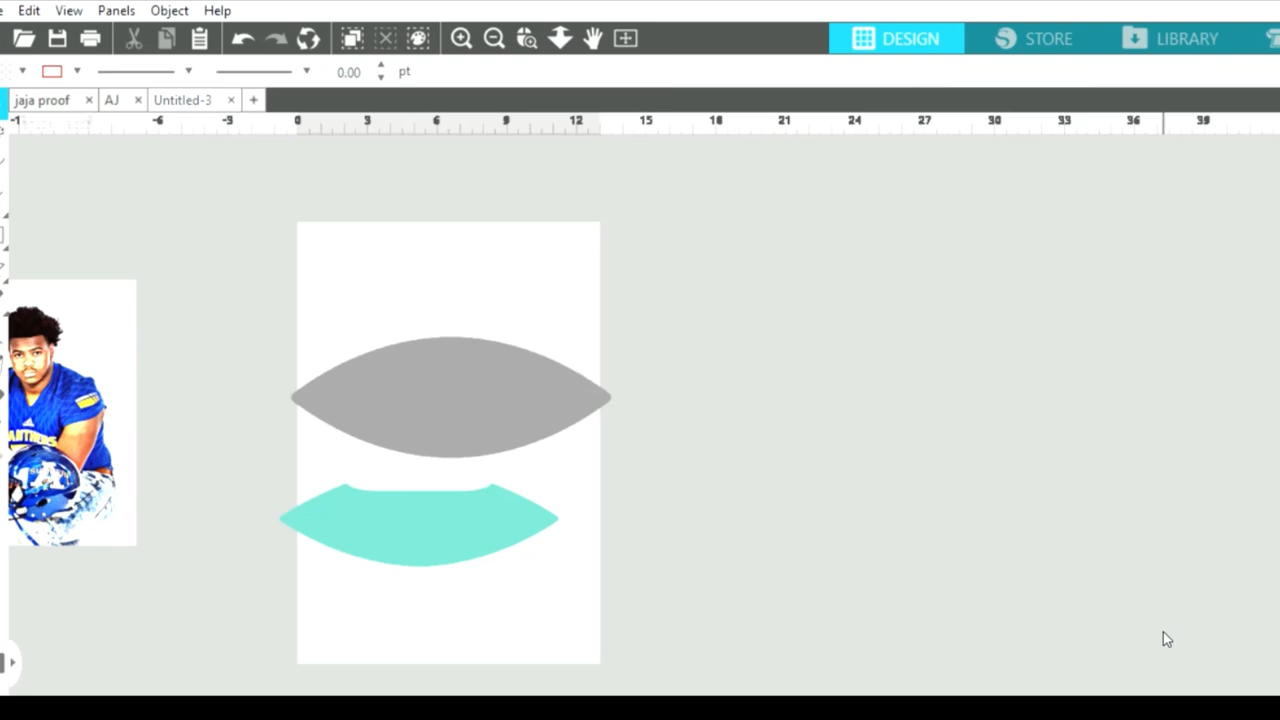 Edit View Panels Object Help
DESIGN STORE LIBRARY
0.00 pt
jaja proof AJ Untitled-3
-6 -3 0 3 6 9 12 15 18 21 24 27 30 33 36 39
PANTHERS